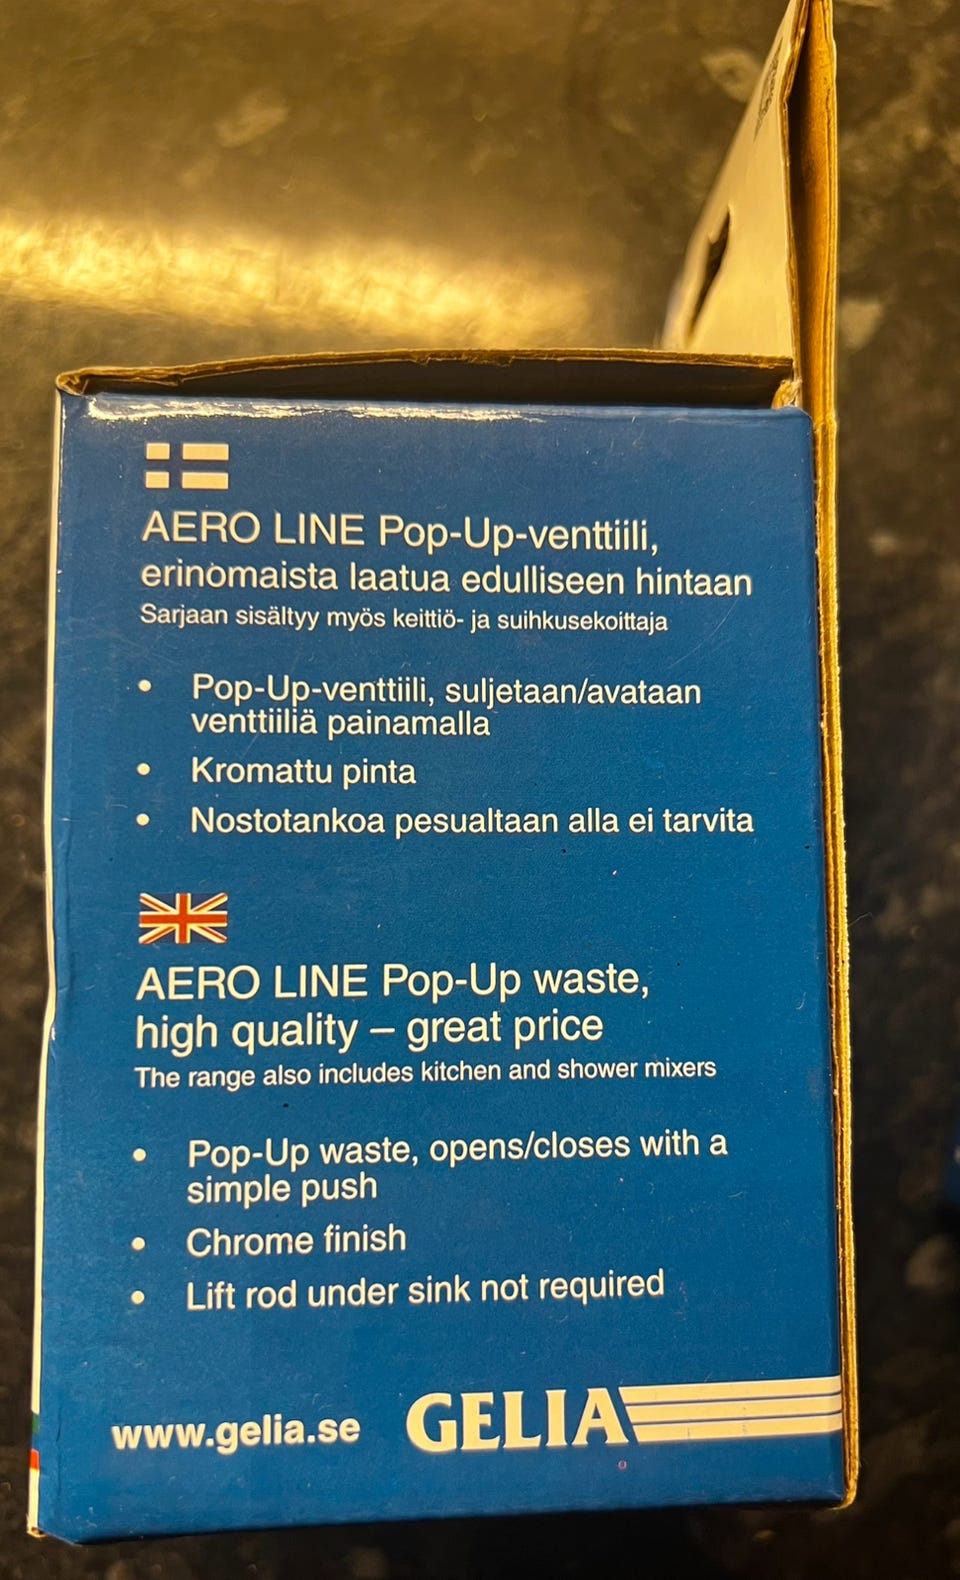 AERO LINE Pop-Up-venttiili,
erinomaista laatua edulliseen hintaan
Sarjaan sisältyy myös keittiö- ja suihkusekoittaja
• Pop-Up-venttiili, suljetaan/avataan
venttiiliä painamalla
• Kromattu pinta
• Nostotankoa pesualtaan alla ei tarvita
AERO LINE Pop-Up waste,
high quality – great price
The range also includes kitchen and shower mixers
• Pop-Up waste, opens/closes with a
simple push
• Chrome finish
• Lift rod under sink not required
www.gelia.se GELIA